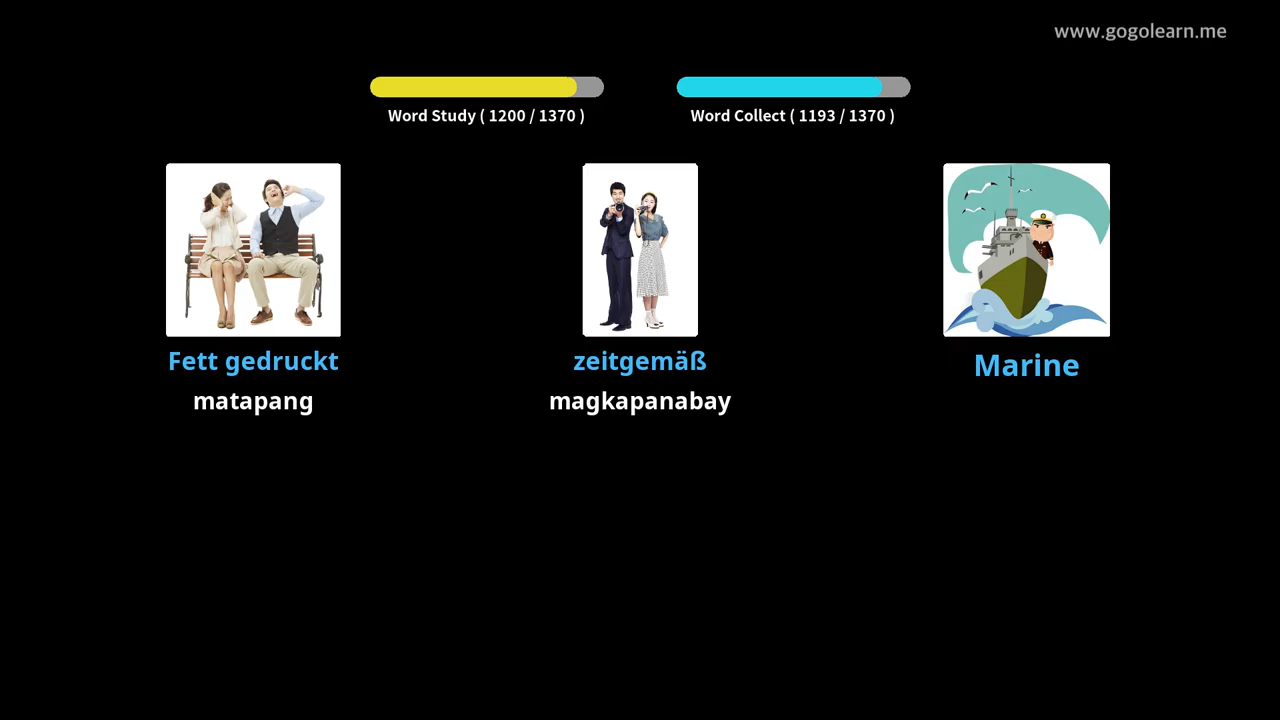 www.gogolearn.me
Word Study ( 1200 / 1370 )
Word Collect ( 1193 / 1370 )
Fett gedruckt
matapang
zeitgemäß
magkapanabay
Marine